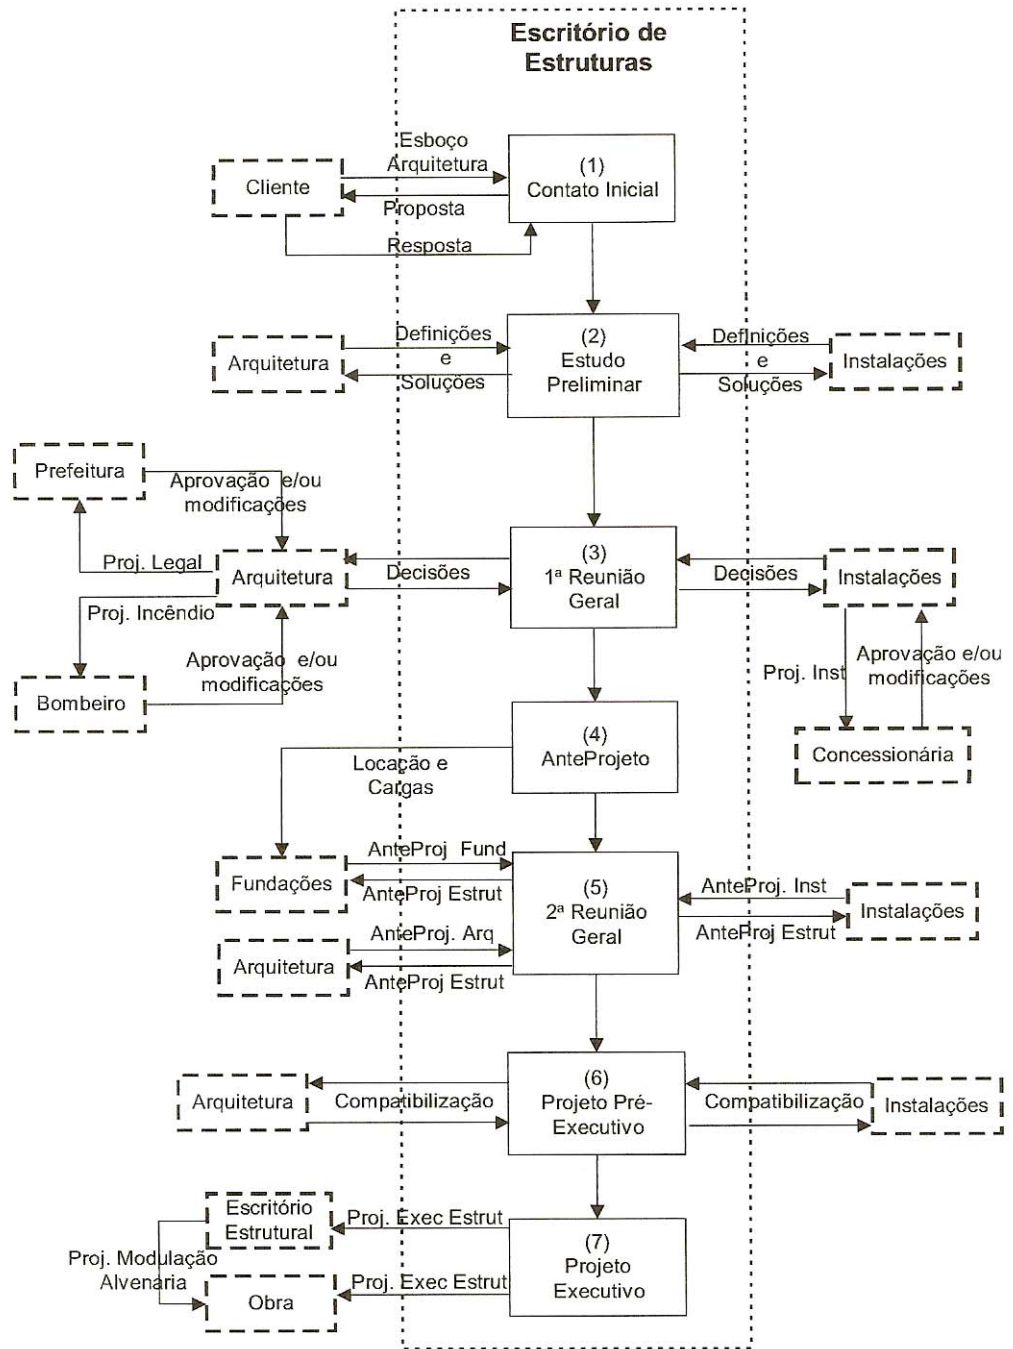 Escritório de
Estruturas
Esboço
Arquitetura
(1)
Contato Inicial
Cliente
Proposta
Resposta
Arquitetura
Definições
e
Soluções
(2)
Estudo
Preliminar
Definições
e
Soluções
Instalações
Prefeitura
Aprovação e/ou
modificações
Proj. Legal
Arquitetura
Decisões
(3)
1ª Reunião
Geral
Decisões
Instalações
Proj. Incêndio
Aprovação e/ou
modificações
Bombeiro
Proj. Inst
Aprovação e/ou
modificações
Concessionária
(4)
AnteProjeto
Locação e
Cargas
Fundações
AnteProj Fund
AnteProj Estrut
(5)
2ª Reunião
Geral
AnteProj. Inst
AnteProj Estrut
Instalações
Arquitetura
AnteProj. Arq
AnteProj Estrut
Arquitetura
Compatibilização
(6)
Projeto Pré-
Executivo
Compatibilização
Instalações
Escritório
Estrutural
Proj. Exec Estrut
(7)
Projeto
Executivo
Proj. Modulação
Alvenaria
Obra
Proj. Exec Estrut